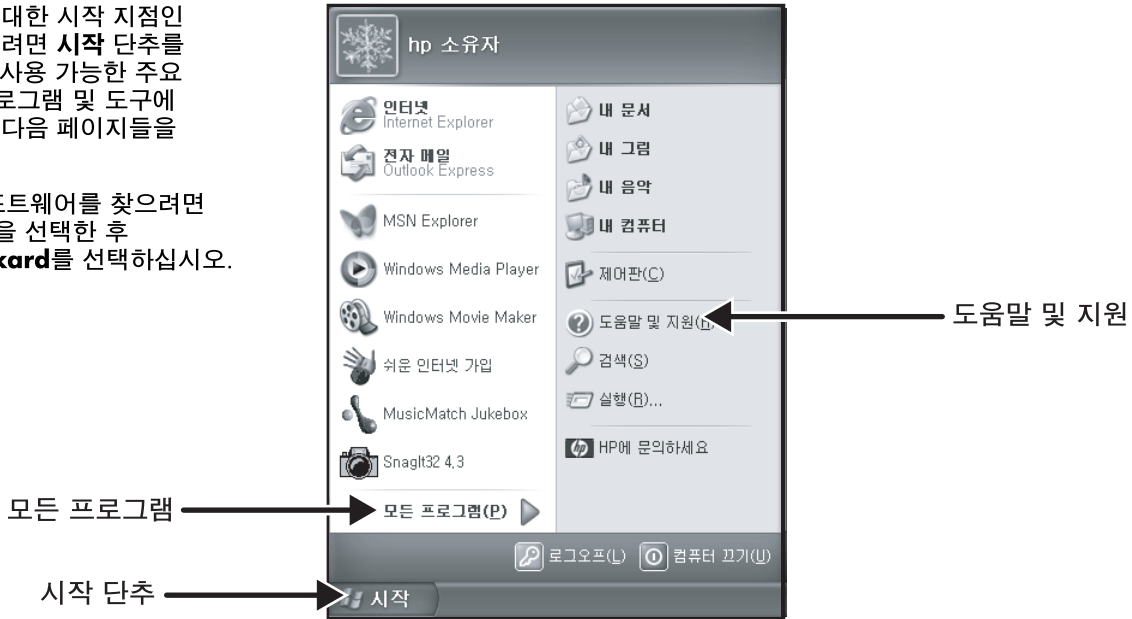 대한 시작 지점인
려면 시작 단추를
사용 가능한 주요
로그램 및 도구에
다음 페이지들을
프트웨어를 찾으려면
을 선택한 후
kard를 선택하십시오.
hp 소유자
인터넷
Internet Explorer
전자 메일
Outlook Express
MSN Explorer
Windows Media Player
Windows Movie Maker
쉬운 인터넷 가입
MusicMatch Jukebox
SnagIt32 4.3
모든 프로그램(P)
내 문서
내 그림
내 음악
내 컴퓨터
제어판(C)
도움말 및 지원(H)
검색(S)
실행(R)...
HP에 문의하세요
로그오프(L)
컴퓨터 끄기(U)
시작
도움말 및 지원
모든 프로그램
시작 단추